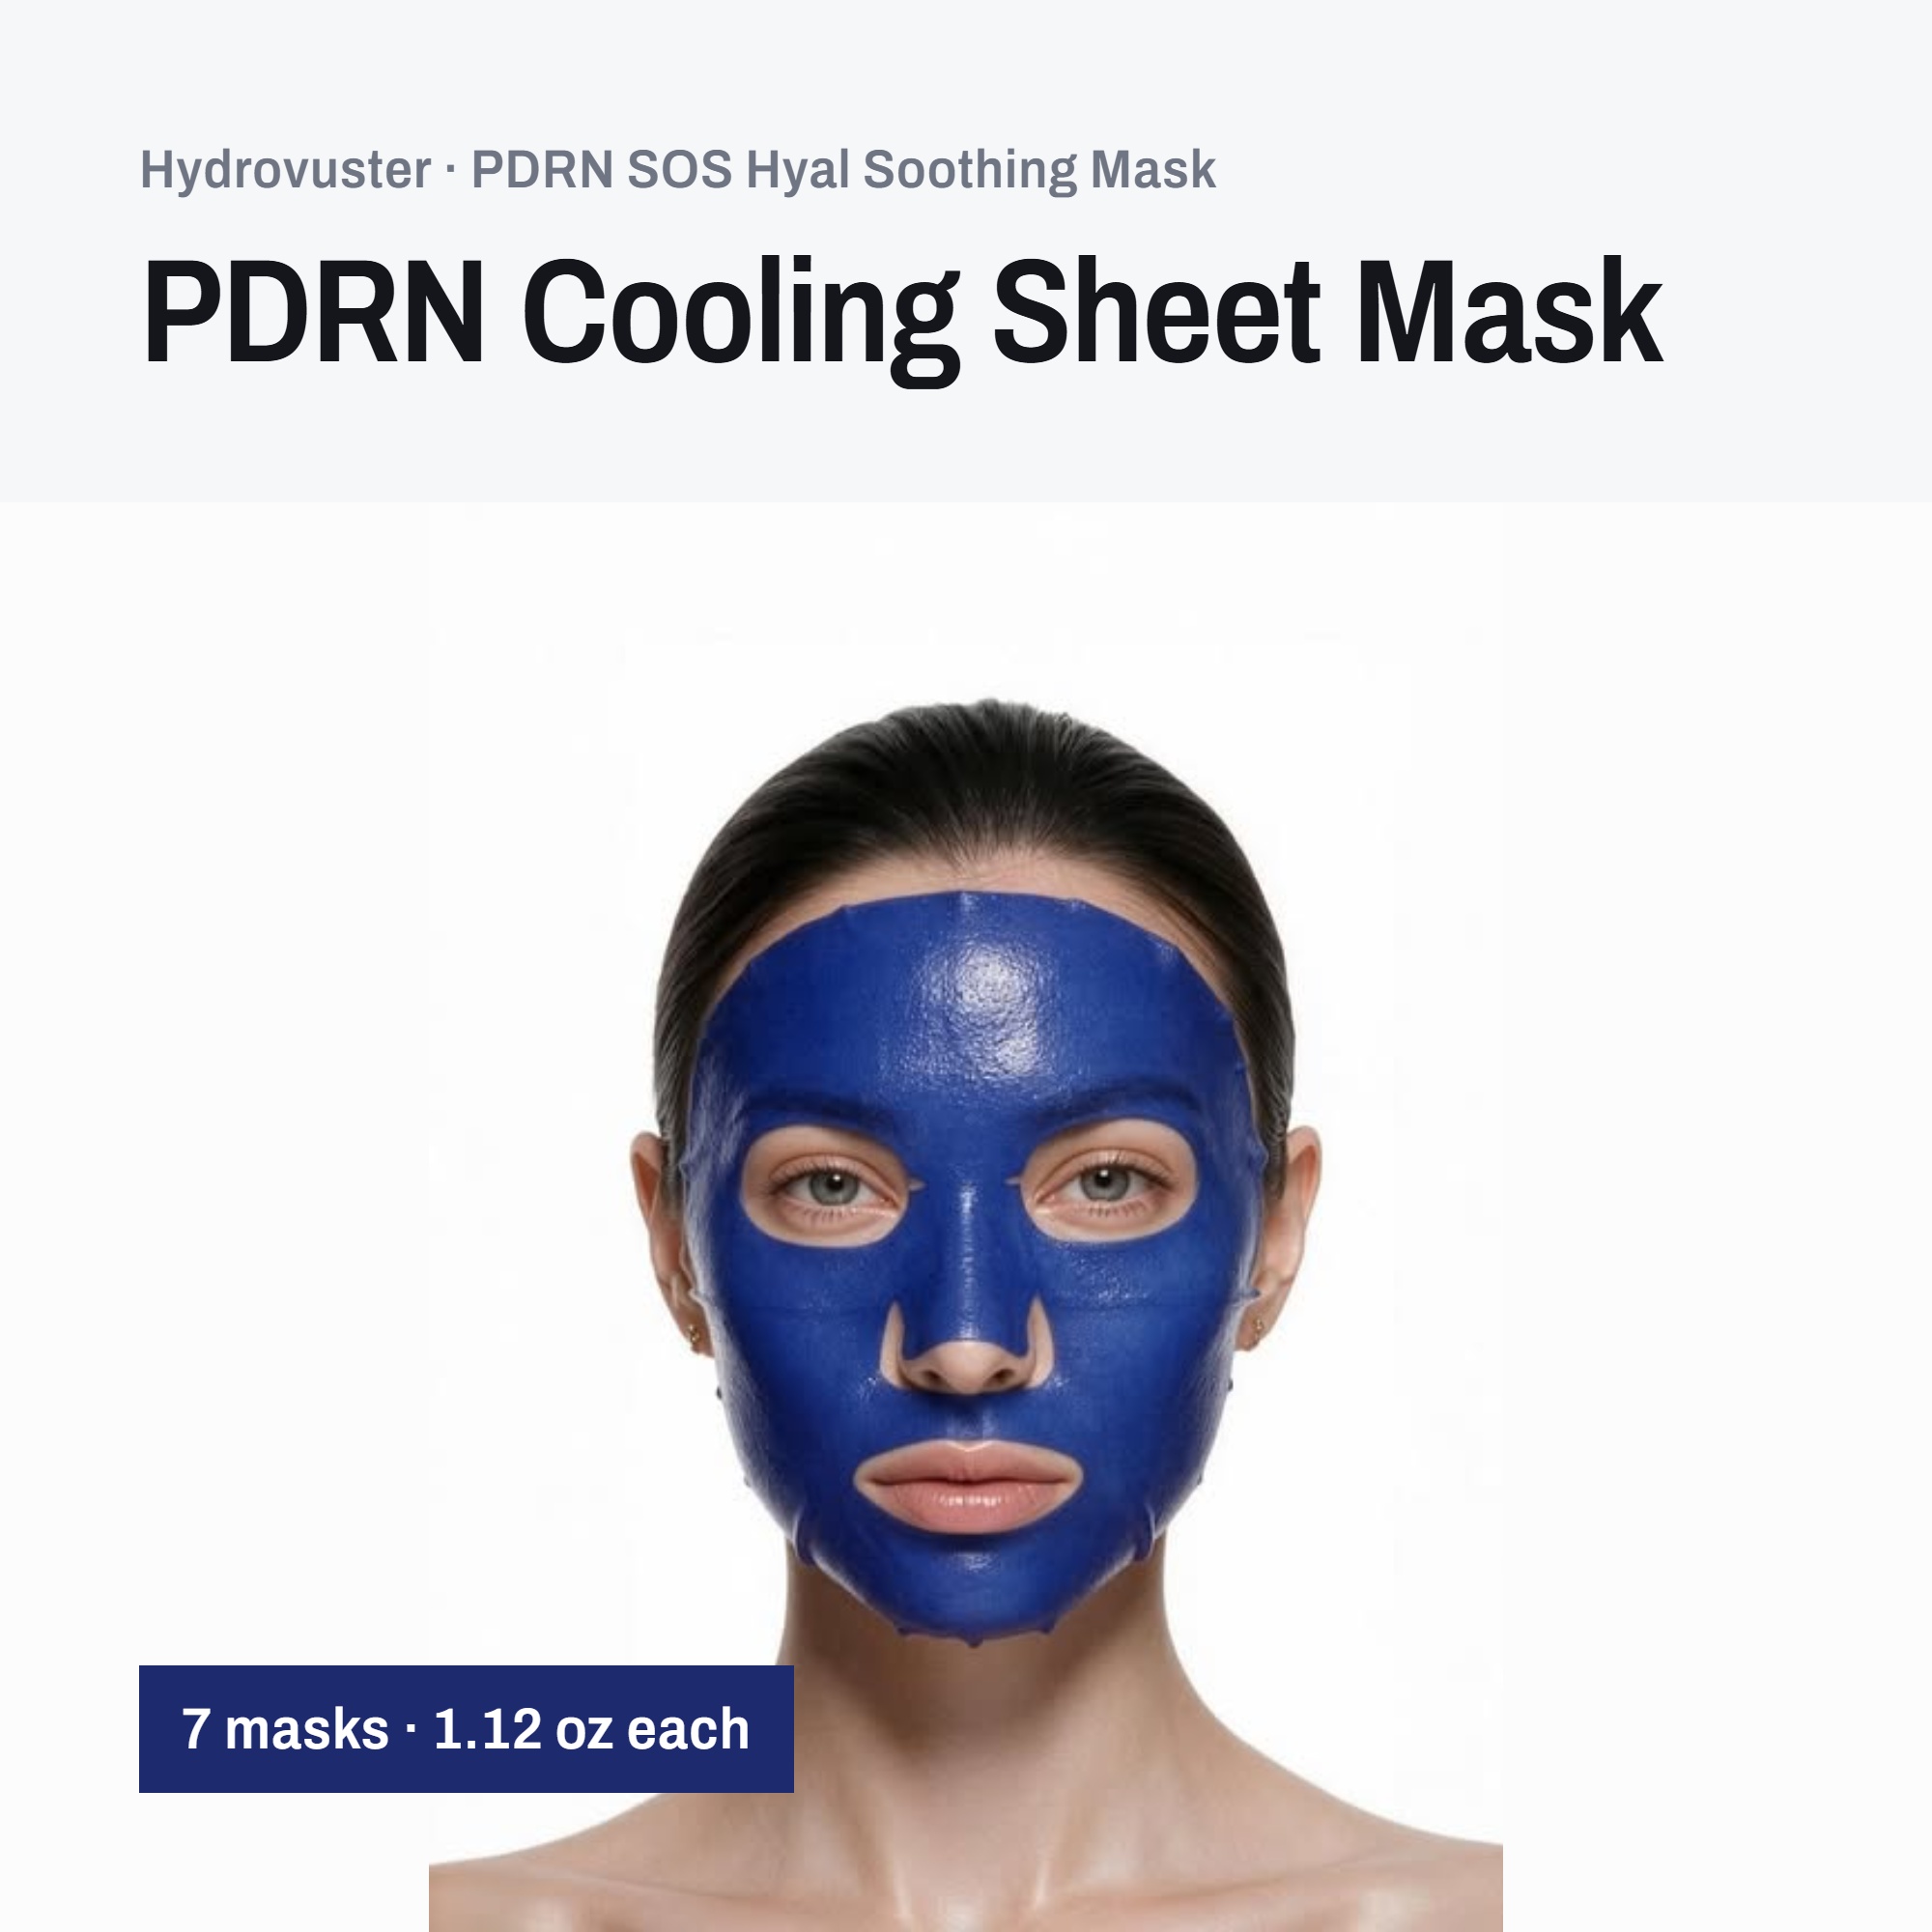 Hydrovuster · PDRN SOS Hyal Soothing Mask
PDRN Cooling Sheet Mask
7 masks · 1.12 oz each